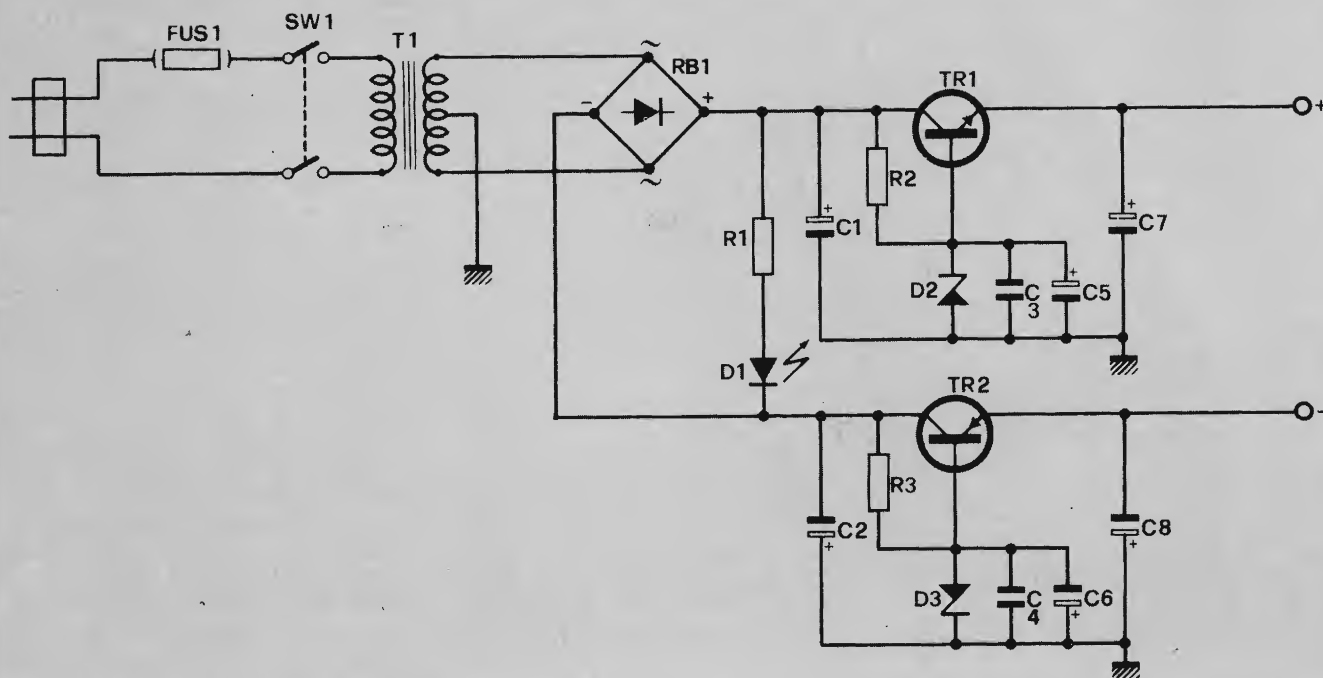 FUS1
SW1
T1
~
RB1
-
+
~
TR1
+
R2
R1
+
C1
+
C7
D2
C
3
+
C5
D1
TR2
-
R3
C2
+
C8
+
D3
C
4
C6
+